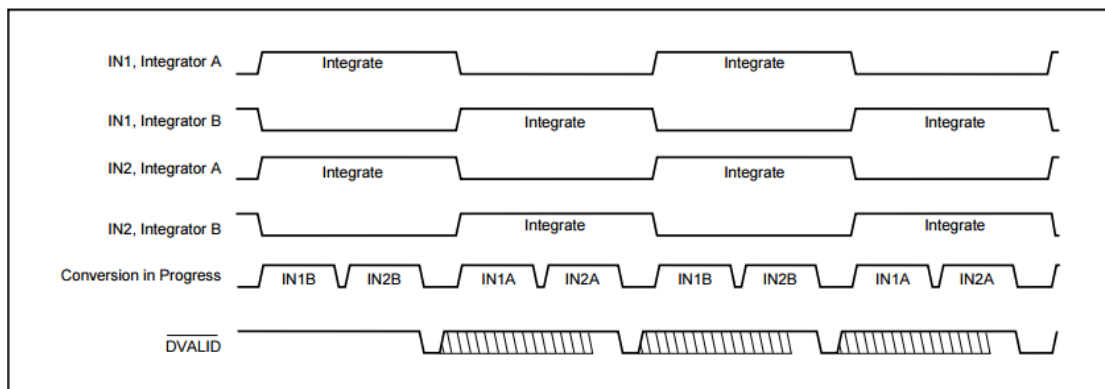 IN1, Integrator A Integrate Integrate
IN1, Integrator B Integrate Integrate
IN2, Integrator A Integrate Integrate
IN2, Integrator B Integrate Integrate
Conversion in Progress IN1B IN2B IN1A IN2A IN1B IN2B IN1A IN2A
DVALID